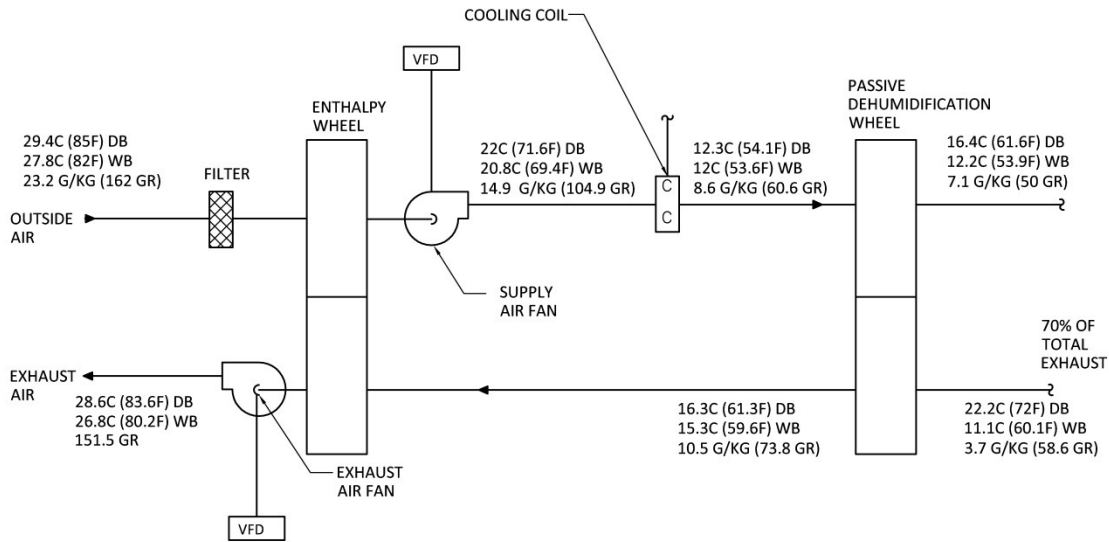 COOLING COIL
VFD
ENTHALPY
WHEEL
PASSIVE
DEHUMIDIFICATION
WHEEL
29.4C (85F) DB
27.8C (82F) WB
23.2 G/KG (162 GR)
FILTER
22C (71.6F) DB
20.8C (69.4F) WB
14.9 G/KG (104.9 GR)
12.3C (54.1F) DB
12C (53.6F) WB
8.6 G/KG (60.6 GR)
16.4C (61.6F) DB
12.2C (53.9F) WB
7.1 G/KG (50 GR)
C
C
OUTSIDE
AIR
SUPPLY
AIR FAN
70% OF
TOTAL
EXHAUST
EXHAUST
AIR
28.6C (83.6F) DB
26.8C (80.2F) WB
151.5 GR
16.3C (61.3F) DB
15.3C (59.6F) WB
10.5 G/KG (73.8 GR)
22.2C (72F) DB
11.1C (60.1F) WB
3.7 G/KG (58.6 GR)
EXHAUST
AIR FAN
VFD